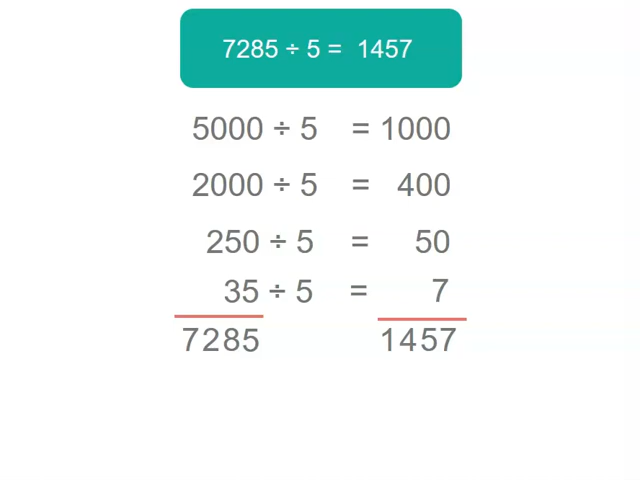 7285 ÷ 5 = 1457
5000 ÷ 5 = 1000
2000 ÷ 5 = 400
250 ÷ 5 = 50
35 ÷ 5 = 7
7285 1457